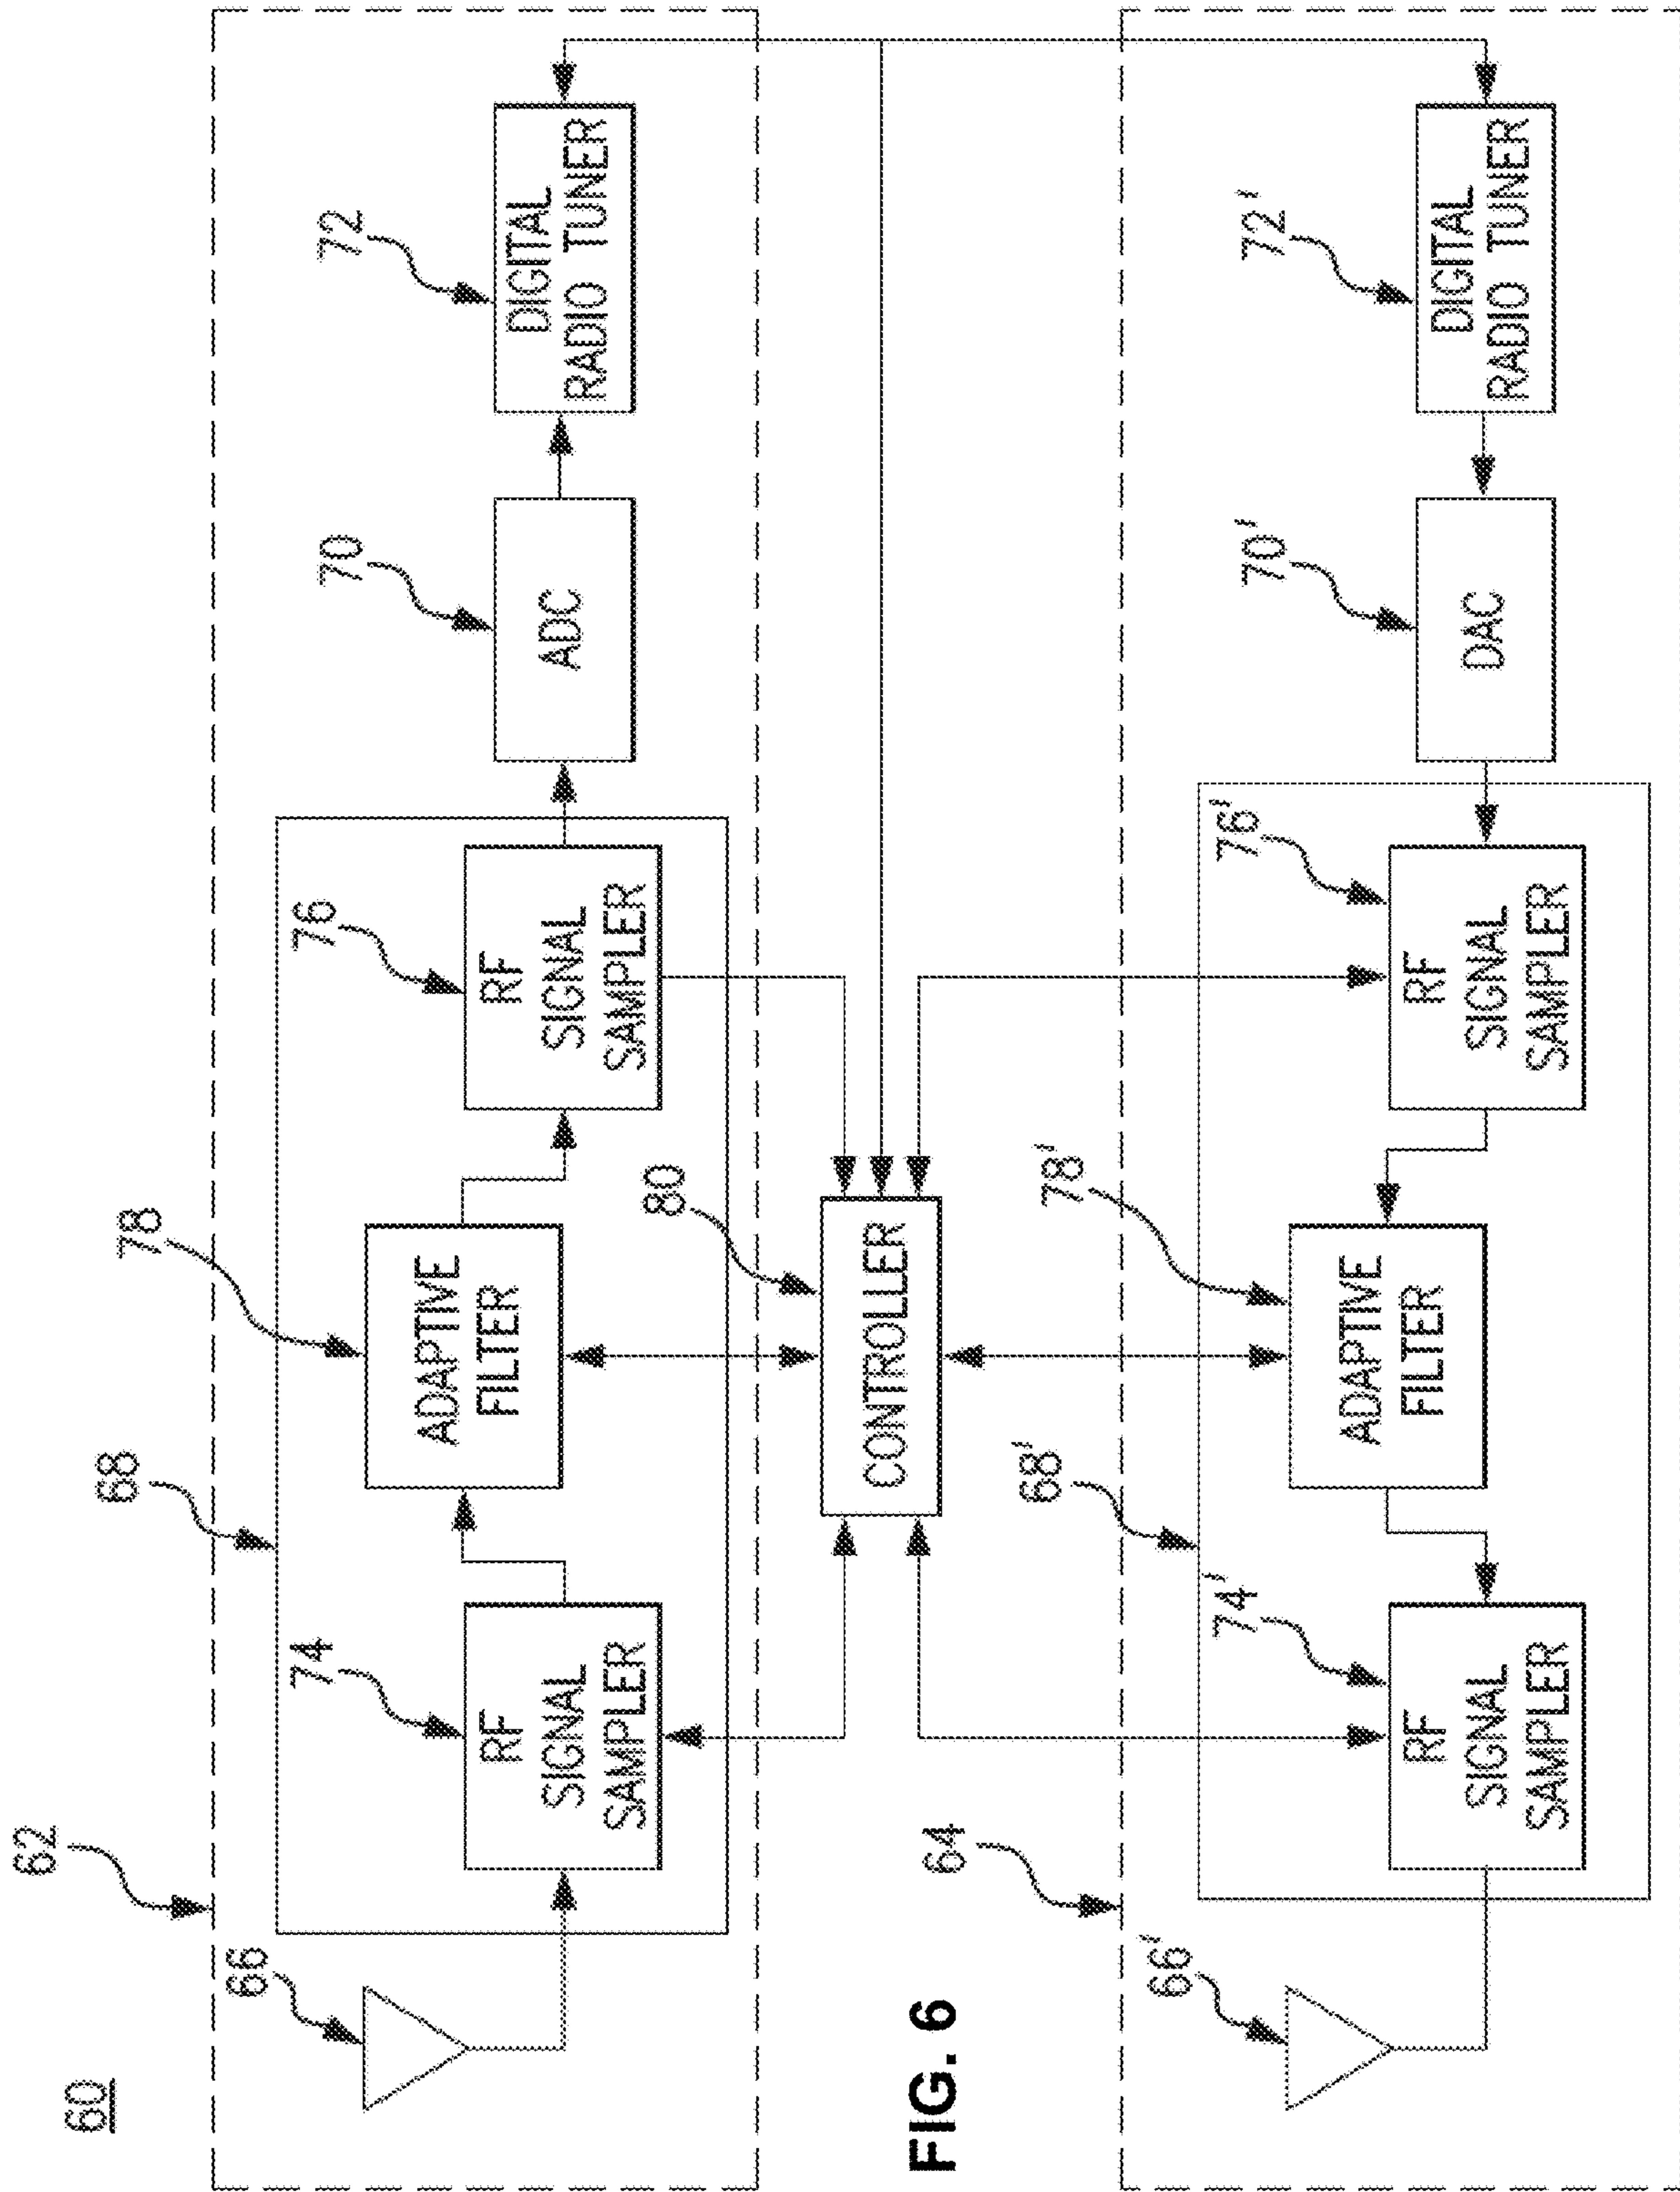 60
62
68
78
66
74
76
70
72
RF
SIGNAL
SAMPLER
ADAPTIVE
FILTER
RF
SIGNAL
SAMPLER
ADC
DIGITAL
RADIO TUNER
80
CONTROLLER
FIG. 6
64
68'
78'
66'
74'
76'
70'
72'
RF
SIGNAL
SAMPLER
ADAPTIVE
FILTER
RF
SIGNAL
SAMPLER
DAC
DIGITAL
RADIO TUNER